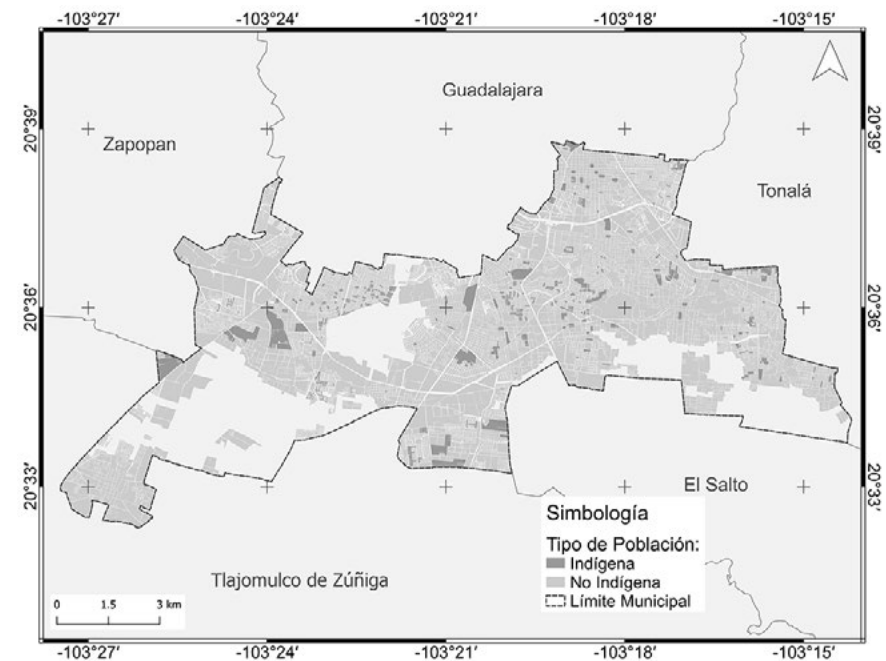 -103°27' -103°24' -103°21' -103°18' -103°15'
Guadalajara
20°39' 20°39'
Zapopan
Tonalá
20°36' 20°36'
20°33' 20°33'
El Salto
Simbología
Tipo de Población:
Indígena
No Indígena
Límite Municipal
Tlajomulco de Zúñiga
0 1.5 3 km
-103°27' -103°24' -103°21' -103°18' -103°15'